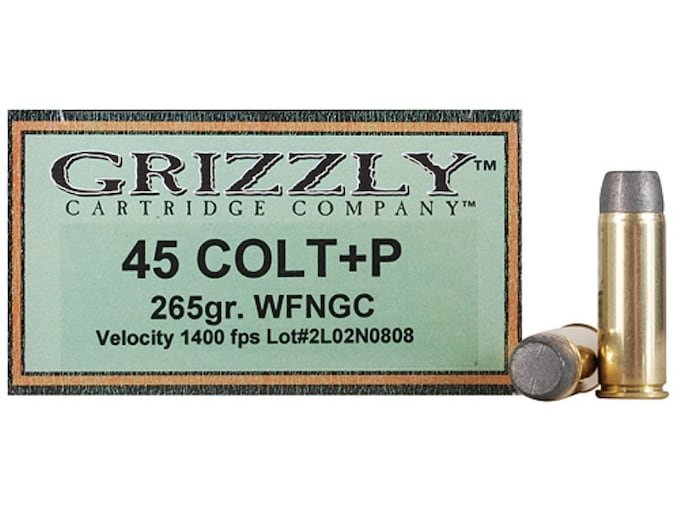 GRIZZLY™
CARTRIDGE COMPANY™
45 COLT+P
265gr. WFNGC
Velocity 1400 fps Lot#2L02N0808